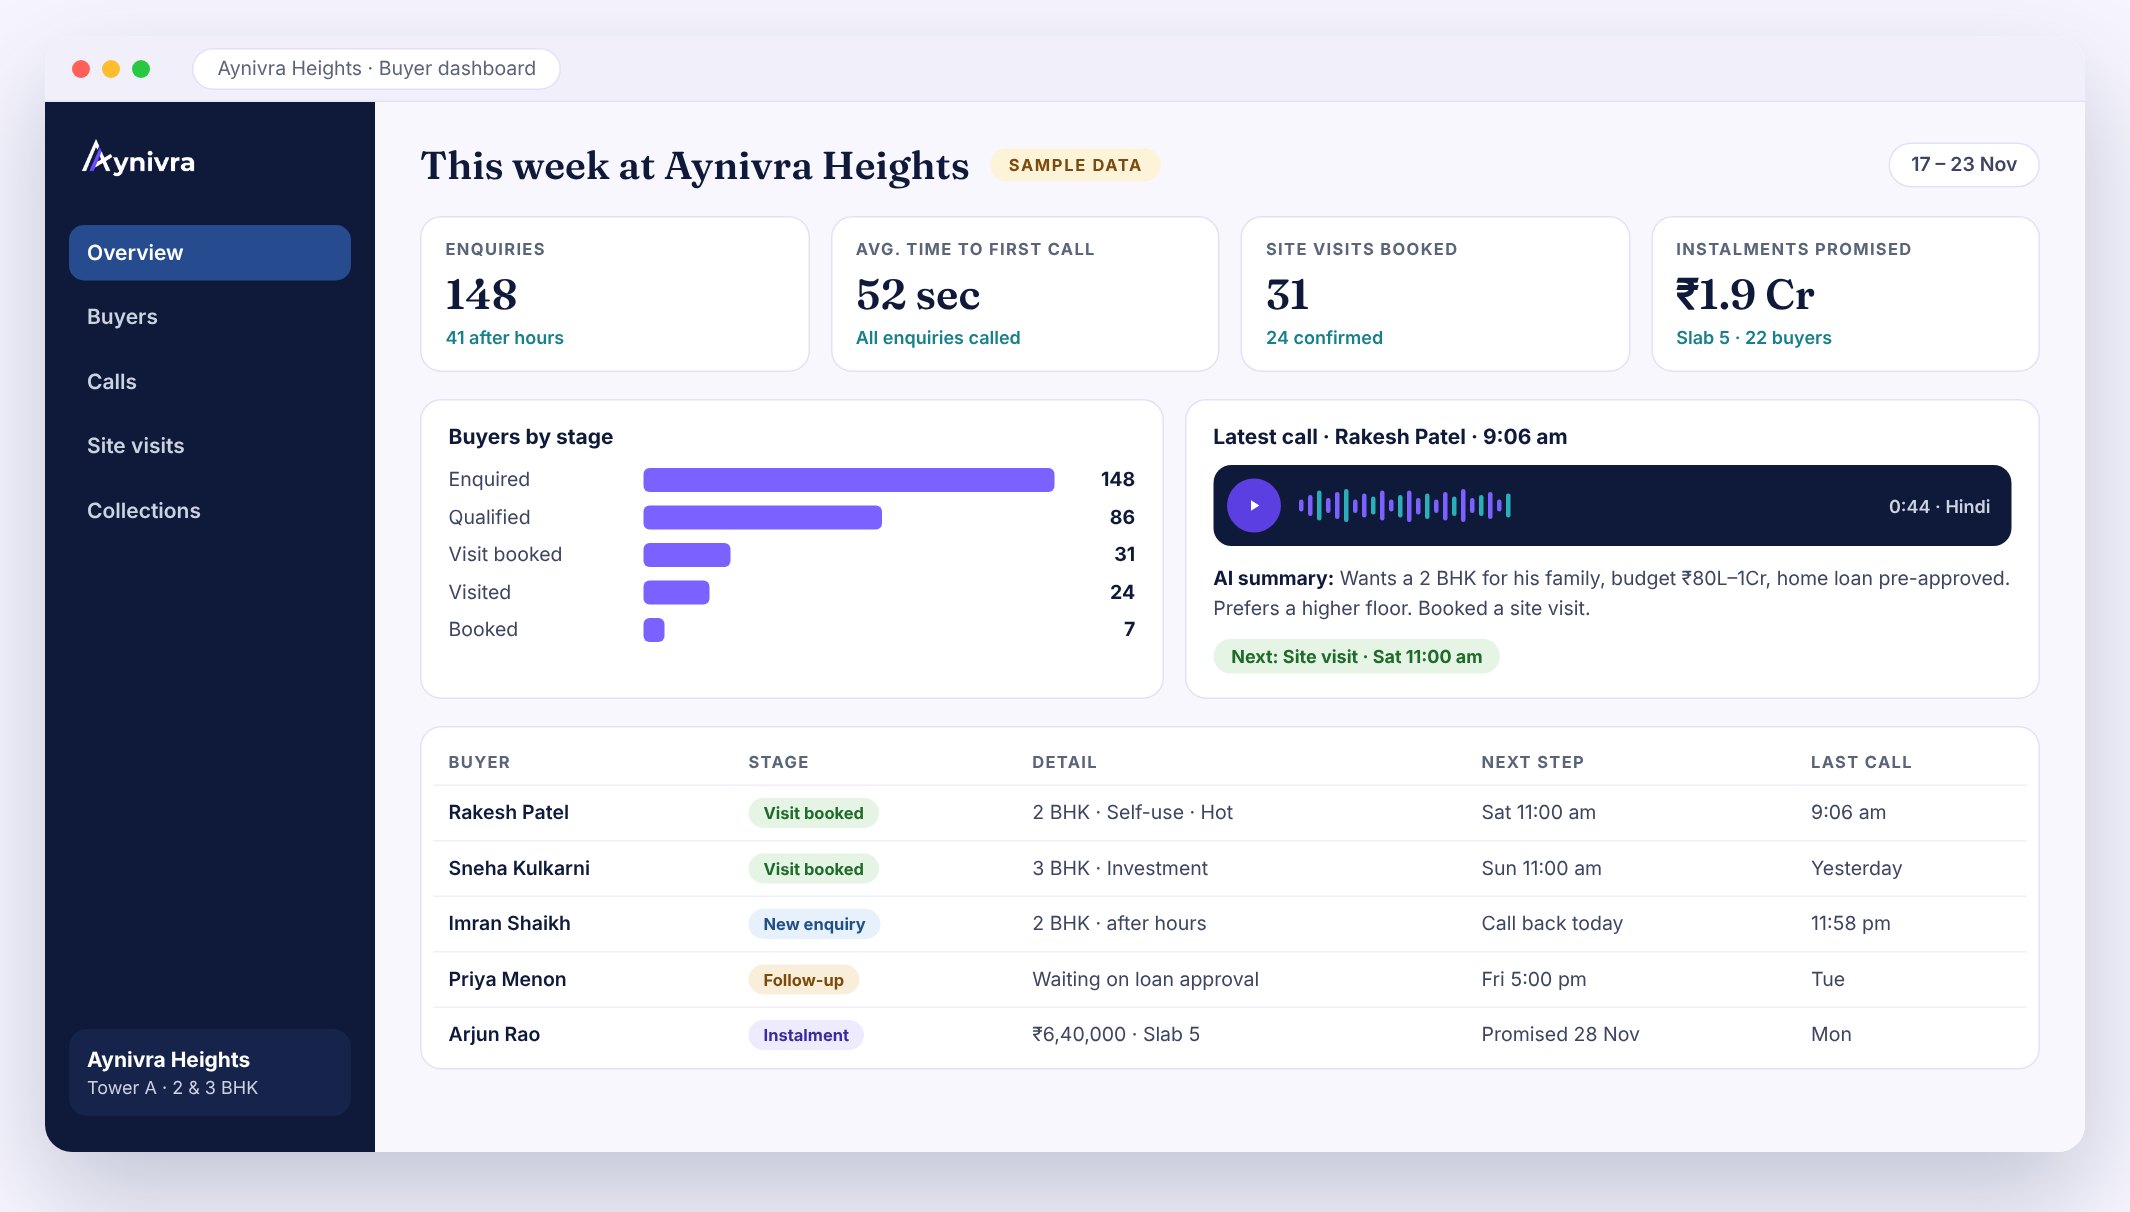 Aynivra Heights · Buyer dashboard
Aynivra
Overview
Buyers
Calls
Site visits
Collections
Aynivra Heights
Tower A · 2 & 3 BHK
This week at Aynivra Heights
SAMPLE DATA
17 – 23 Nov
ENQUIRIES
148
41 after hours
AVG. TIME TO FIRST CALL
52 sec
All enquiries called
SITE VISITS BOOKED
31
24 confirmed
INSTALMENTS PROMISED
₹1.9 Cr
Slab 5 · 22 buyers
Buyers by stage
Enquired 148
Qualified 86
Visit booked 31
Visited 24
Booked 7
Latest call · Rakesh Patel · 9:06 am
0:44 · Hindi
AI summary: Wants a 2 BHK for his family, budget ₹80L–1Cr, home loan pre-approved.
Prefers a higher floor. Booked a site visit.
Next: Site visit · Sat 11:00 am
BUYER STAGE DETAIL NEXT STEP LAST CALL
Rakesh Patel Visit booked 2 BHK · Self-use · Hot Sat 11:00 am 9:06 am
Sneha Kulkarni Visit booked 3 BHK · Investment Sun 11:00 am Yesterday
Imran Shaikh New enquiry 2 BHK · after hours Call back today 11:58 pm
Priya Menon Follow-up Waiting on loan approval Fri 5:00 pm Tue
Arjun Rao Instalment ₹6,40,000 · Slab 5 Promised 28 Nov Mon